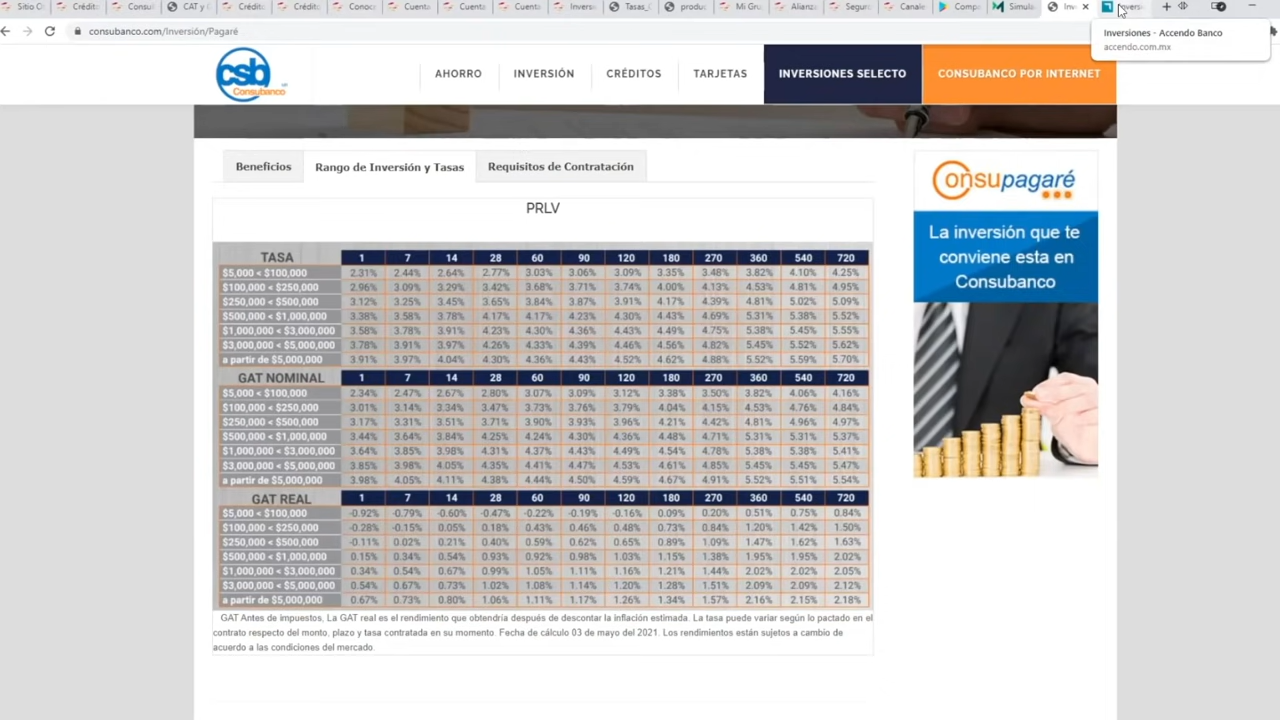 Sitio C
Crédito
Consul
CAT y C
Crédito
Crédito
Conoce
Cuenta
Cuenta
Cuenta
Inversi
Tasas_C
produc
Mi Gru
Alianz
Segur
Canale
Compa
Simula
Inv
Inversio
consubanco.com/Inversión/Pagaré
Inversiones - Accendo Banco
accendo.com.mx
csb
Consubanco
AHORRO INVERSIÓN CRÉDITOS TARJETAS INVERSIONES SELECTO CONSUBANCO POR INTERNET
Beneficios Rango de Inversión y Tasas Requisitos de Contratación
PRLV
TASA 1 7 14 28 60 90 120 180 270 360 540 720
$5,000 < $100,000 2.31% 2.44% 2.64% 2.77% 3.03% 3.06% 3.09% 3.35% 3.48% 3.82% 4.10% 4.25%
$100,000 < $250,000 2.96% 3.09% 3.29% 3.42% 3.68% 3.71% 3.74% 4.00% 4.13% 4.53% 4.81% 4.95%
$250,000 < $500,000 3.12% 3.25% 3.45% 3.65% 3.84% 3.87% 3.91% 4.17% 4.39% 4.81% 5.02% 5.09%
$500,000 < $1,000,000 3.38% 3.58% 3.78% 4.17% 4.17% 4.23% 4.30% 4.43% 4.69% 5.31% 5.38% 5.52%
$1,000,000 < $3,000,000 3.58% 3.78% 3.91% 4.23% 4.30% 4.36% 4.43% 4.49% 4.75% 5.38% 5.45% 5.55%
$3,000,000 < $5,000,000 3.78% 3.91% 3.97% 4.26% 4.33% 4.39% 4.46% 4.56% 4.82% 5.45% 5.52% 5.62%
a partir de $5,000,000 3.91% 3.97% 4.04% 4.30% 4.36% 4.43% 4.52% 4.62% 4.88% 5.52% 5.59% 5.70%
GAT NOMINAL 1 7 14 28 60 90 120 180 270 360 540 720
$5,000 < $100,000 2.34% 2.47% 2.67% 2.80% 3.07% 3.09% 3.12% 3.38% 3.50% 3.82% 4.06% 4.16%
$100,000 < $250,000 3.01% 3.14% 3.34% 3.47% 3.73% 3.76% 3.79% 4.04% 4.15% 4.53% 4.76% 4.84%
$250,000 < $500,000 3.17% 3.31% 3.51% 3.71% 3.90% 3.93% 3.96% 4.21% 4.42% 4.81% 4.96% 4.97%
$500,000 < $1,000,000 3.44% 3.64% 3.84% 4.25% 4.24% 4.30% 4.36% 4.48% 4.71% 5.31% 5.31% 5.37%
$1,000,000 < $3,000,000 3.64% 3.85% 3.98% 4.31% 4.37% 4.43% 4.49% 4.54% 4.78% 5.38% 5.38% 5.41%
$3,000,000 < $5,000,000 3.85% 3.98% 4.05% 4.35% 4.41% 4.47% 4.53% 4.61% 4.85% 5.45% 5.45% 5.47%
a partir de $5,000,000 3.98% 4.05% 4.11% 4.38% 4.44% 4.50% 4.59% 4.67% 4.91% 5.52% 5.51% 5.54%
GAT REAL 1 7 14 28 60 90 120 180 270 360 540 720
$5,000 < $100,000 -0.92% -0.79% -0.60% -0.47% -0.22% -0.19% -0.16% 0.09% 0.20% 0.51% 0.75% 0.84%
$100,000 < $250,000 -0.28% -0.15% 0.05% 0.18% 0.43% 0.46% 0.48% 0.73% 0.84% 1.20% 1.42% 1.50%
$250,000 < $500,000 -0.11% 0.02% 0.21% 0.40% 0.59% 0.62% 0.65% 0.89% 1.09% 1.47% 1.62% 1.63%
$500,000 < $1,000,000 0.15% 0.34% 0.54% 0.93% 0.92% 0.98% 1.03% 1.15% 1.38% 1.95% 1.95% 2.02%
$1,000,000 < $3,000,000 0.34% 0.54% 0.67% 0.99% 1.05% 1.11% 1.16% 1.21% 1.44% 2.02% 2.02% 2.05%
$3,000,000 < $5,000,000 0.54% 0.67% 0.73% 1.02% 1.08% 1.14% 1.20% 1.28% 1.51% 2.09% 2.09% 2.12%
a partir de $5,000,000 0.67% 0.73% 0.80% 1.06% 1.11% 1.17% 1.26% 1.34% 1.57% 2.16% 2.15% 2.18%
GAT Antes de impuestos, La GAT real es el rendimiento que obtendría después de descontar la inflación estimada. La tasa puede variar según lo pactado en el
contrato respecto del monto, plazo y tasa contratada en su momento. Fecha de cálculo 03 de mayo del 2021. Los rendimientos están sujetos a cambio de
acuerdo a las condiciones del mercado.
Consupagaré
La inversión que te
conviene esta en
Consubanco